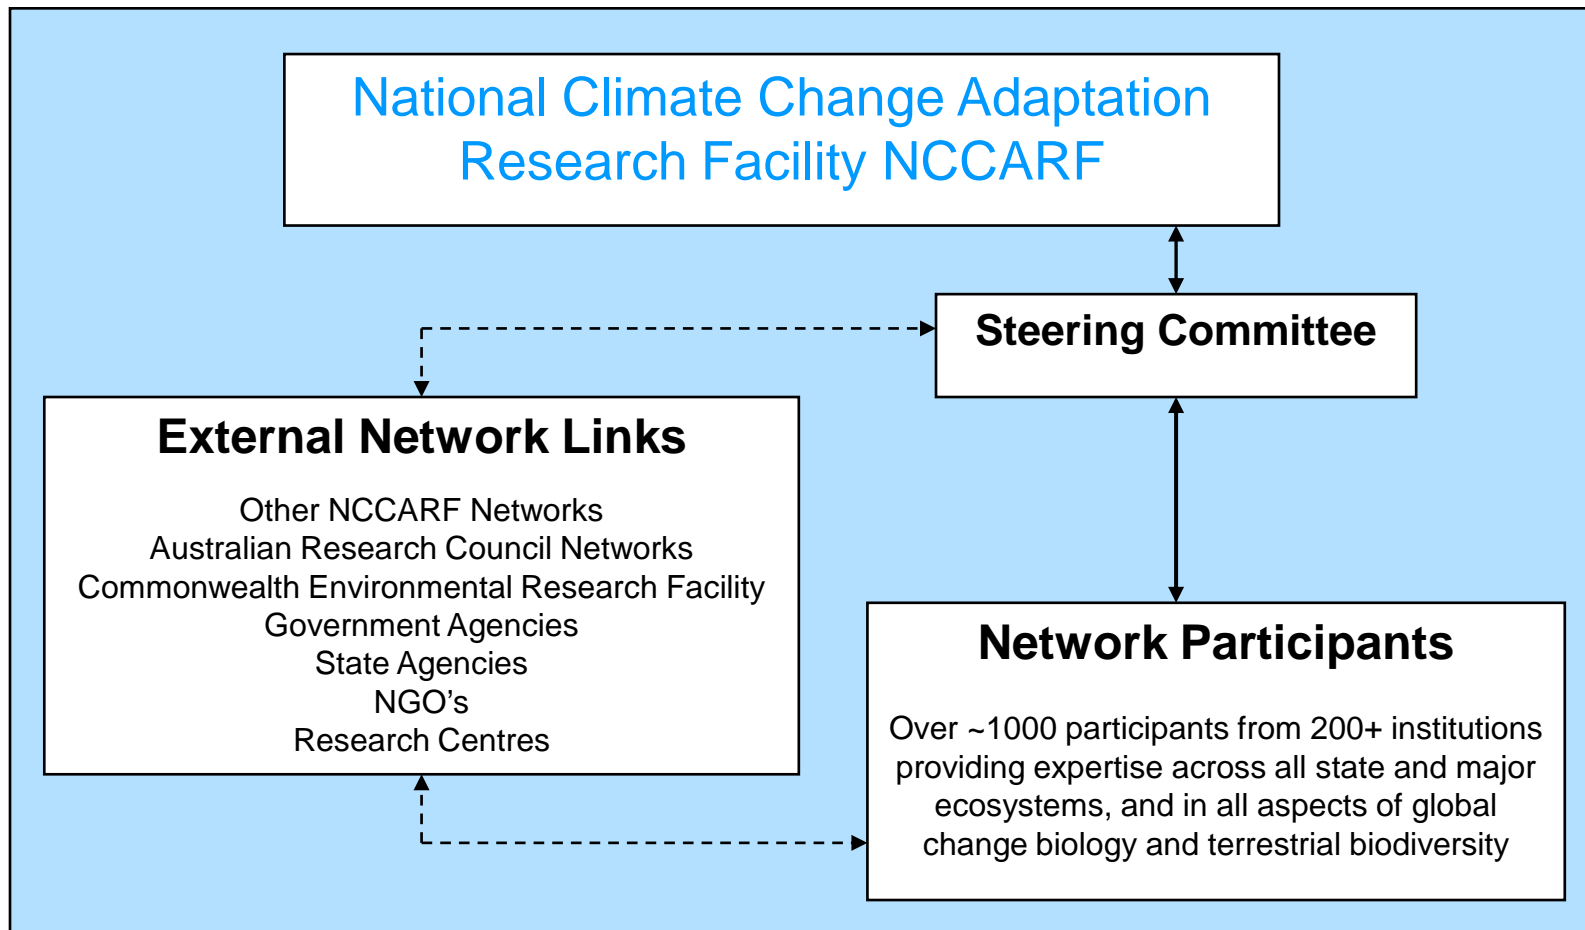 National Climate Change Adaptation
Research Facility NCCARF
Steering Committee
External Network Links
Other NCCARF Networks
Australian Research Council Networks
Commonwealth Environmental Research Facility
Government Agencies
State Agencies
NGO’s
Research Centres
Network Participants
Over ~1000 participants from 200+ institutions
providing expertise across all state and major
ecosystems, and in all aspects of global
change biology and terrestrial biodiversity